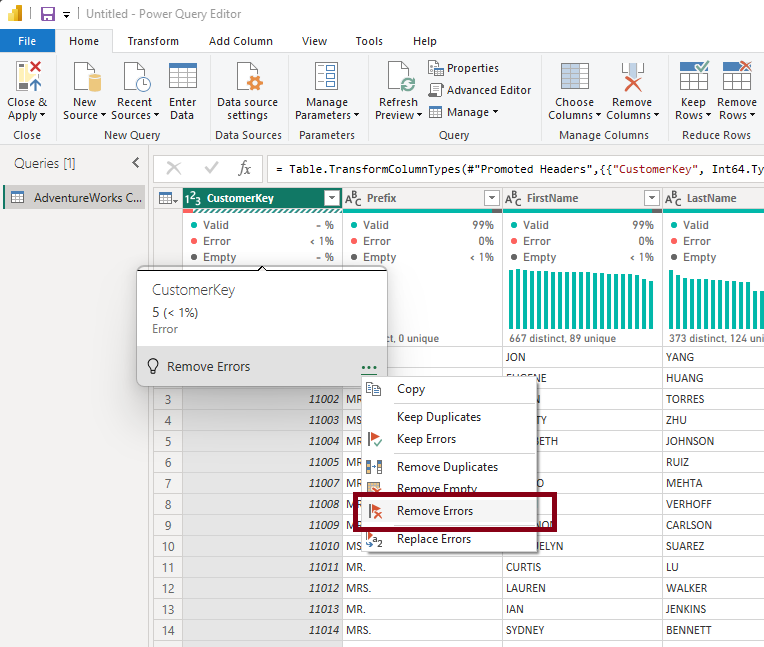 Untitled - Power Query Editor
File Home Transform Add Column View Tools Help
Close & Apply
New Source
Recent Sources
Enter Data
Data source settings
Manage Parameters
Refresh Preview
Properties
Advanced Editor
Manage
Choose Columns
Remove Columns
Keep Rows
Remove Rows
Close New Query Data Sources Parameters Query Manage Columns Reduce Rows
Queries [1]
fx = Table.TransformColumnTypes(#"Promoted Headers",{{"CustomerKey", Int64.Ty
AdventureWorks C...
123 CustomerKey ABC Prefix ABC FirstName ABC LastName
Valid - % Valid 99% Valid 99% Valid
Error < 1% Error 0% Error 0% Error
Empty - % Empty < 1% Empty < 1% Empty
CustomerKey
5 (< 1%)
Error
Remove Errors
...
t, 0 unique 667 distinct, 89 unique 373 distinct, 124 uni
JON YANG
HUANG
3 11002 MR TORRES
4 11003 MS ZHU
5 11004 MR JOHNSON
6 11005 MR RUIZ
7 11007 MR MEHTA
8 11008 MR VERHOFF
9 11009 MR CARLSON
10 11010 MS SUAREZ
11 11011 MR. CURTIS LU
12 11012 MRS. LAUREN WALKER
13 11013 MR. IAN JENKINS
14 11014 MRS. SYDNEY BENNETT
Copy
Keep Duplicates
Keep Errors
Remove Duplicates
Remove Empty
Remove Errors
Replace Errors